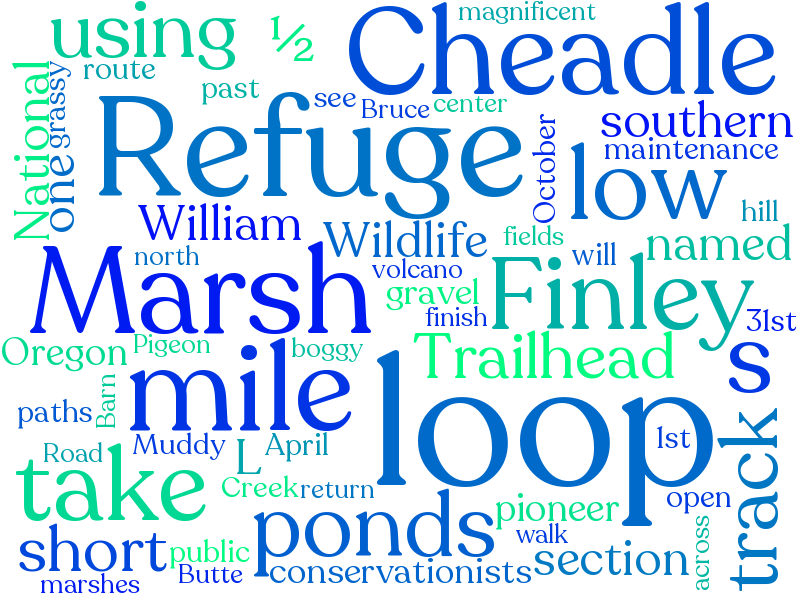 magnificent
using
½
Cheadle
route
past
see
Bruce
center
National
grassy
one
Refuge
October
southern
maintenance
low
hill
William
Wildlife
fields
will
named
north
volcano
Marsh
gravel
Finley
finish
31st
Oregon
Pigeon
boggy
Trailhead
mile
loop
s
Barn
paths
Muddy
L
April
1st
track
Road
take
Creek
return
open
pioneer
ponds
walk
across
short
public
section
conservationists
marshes
Butte